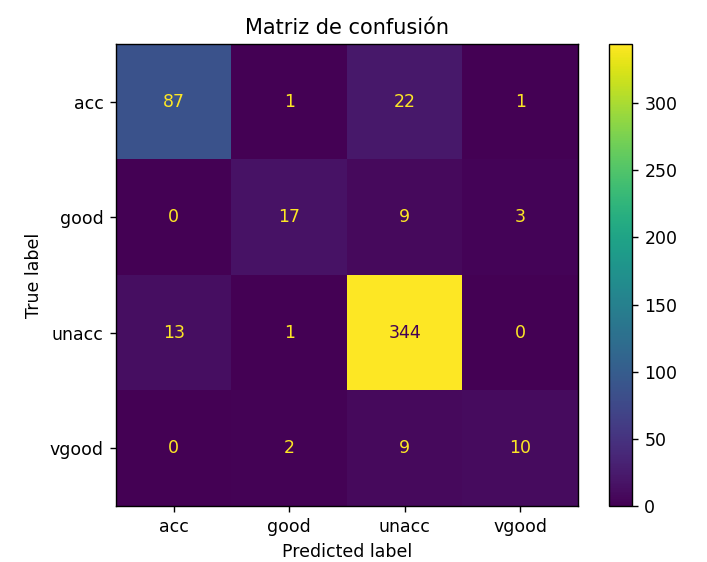 Matriz de confusión
acc 87 1 22 1
good 0 17 9 3
unacc 13 1 344 0
vgood 0 2 9 10
acc good unacc vgood
Predicted label
True label
300
250
200
150
100
50
0